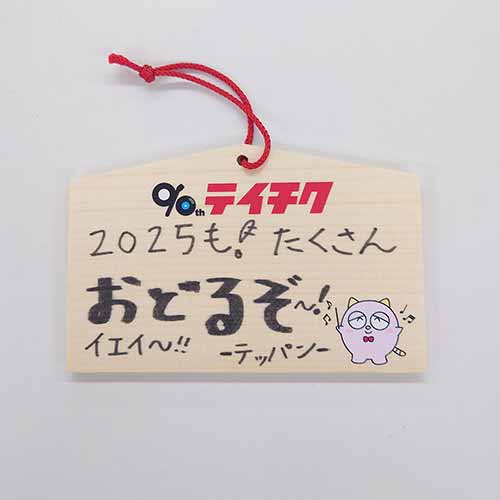 90th テイチク
2025も。たくさん
おどるぞ〜!
イエイ〜!! ーテッパンー